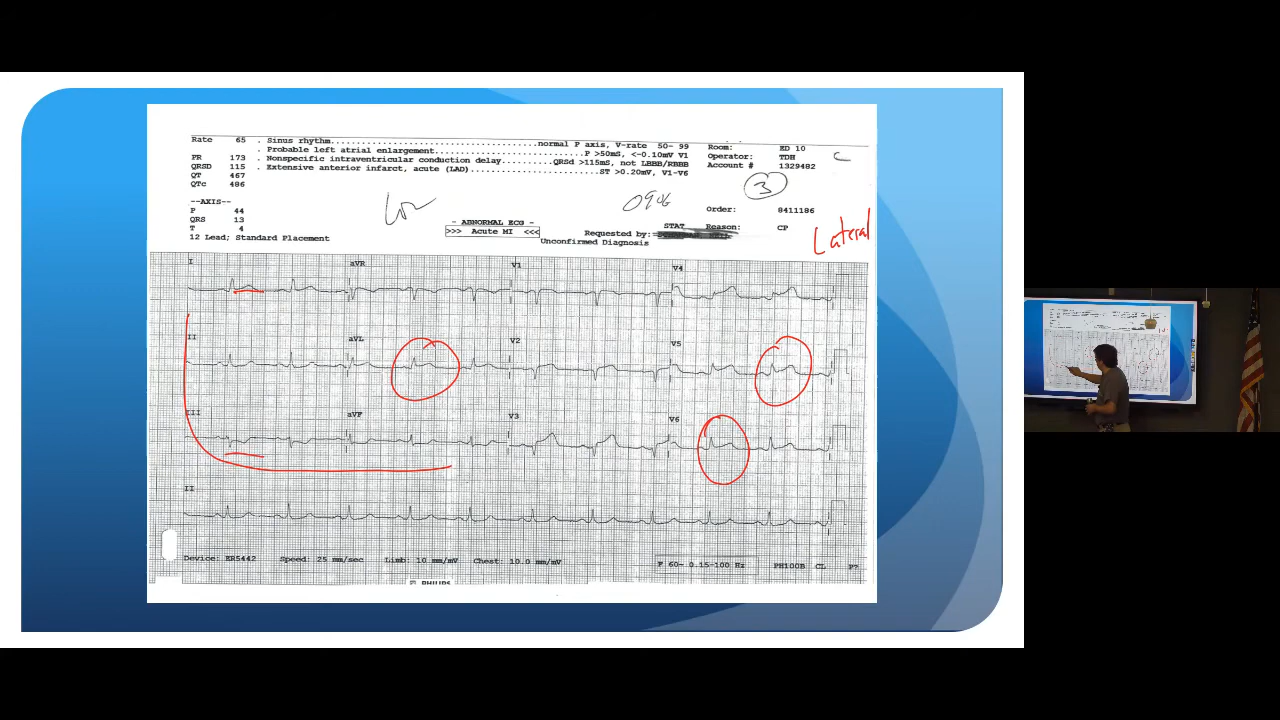 Rate 65 . Sinus rhythm......normal P axis, V-rate 50- 99
. Probable left atrial enlargement......P >50mS, <-0.10mV V1
PR 173 . Nonspecific intraventricular conduction delay......QRSd >115mS, not LBBB/RBBB
QRSD 115 . Extensive anterior infarct, acute (LAD)......ST >0.20mV, V1-V6
QT 467
QTc 486
Room: ED 10
Operator: TDH
Account # 1329482
3
--AXIS--
P 44
QRS 13
T 4
12 Lead; Standard Placement
- ABNORMAL ECG -
>>> Acute MI <<<
0906
Order: 8411186
STAT Reason: CP
Requested by:
Unconfirmed Diagnosis
Lateral
I aVR V1 V4
II aVL V2 V5
III aVF V3 V6
II
Device: ER5442 Speed: 25 mm/sec Limb: 10 mm/mV Chest: 10.0 mm/mV F 60~ 0.15-100 Hz PH100B CL P?
PHILIPS